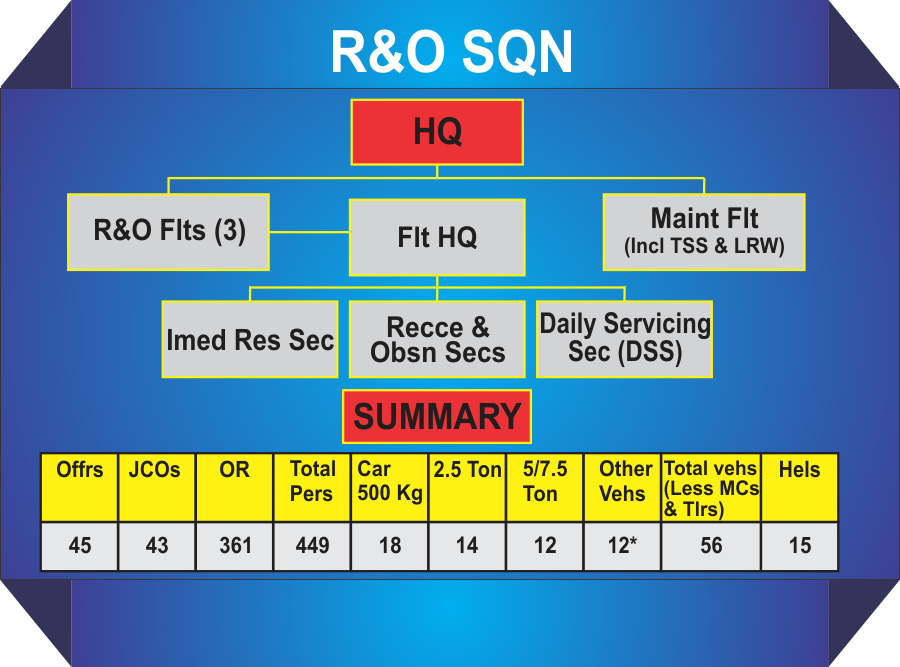 R&O SQN
HQ
R&O Flts (3)
Flt HQ
Maint Flt
(Incl TSS & LRW)
Imed Res Sec
Recce &
Obsn Secs
Daily Servicing
Sec (DSS)
SUMMARY
Offrs
JCOs
OR
Total
Pers
Car
500 Kg
2.5 Ton
5/7.5
Ton
Other
Vehs
Total vehs
(Less MCs
& Tlrs)
Hels
45
43
361
449
18
14
12
12*
56
15